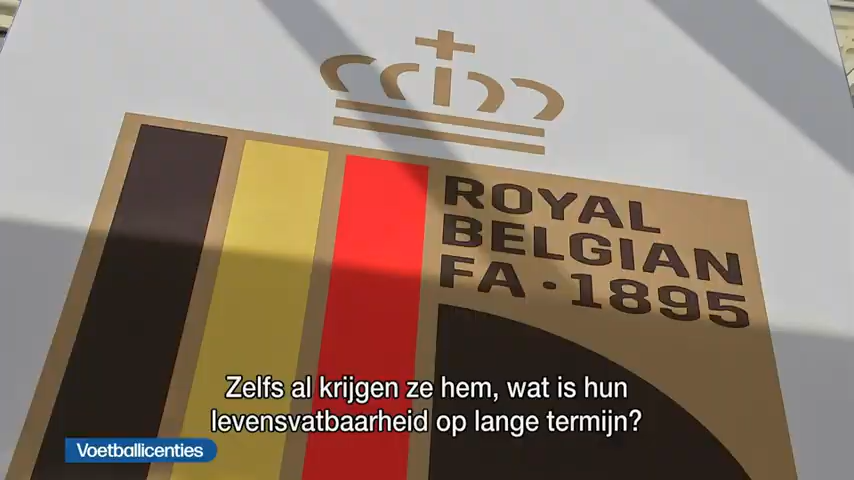 ROYAL
BELGIAN
FA · 1895
Zelfs al krijgen ze hem, wat is hun
levensvatbaarheid op lange termijn?
Voetballicenties